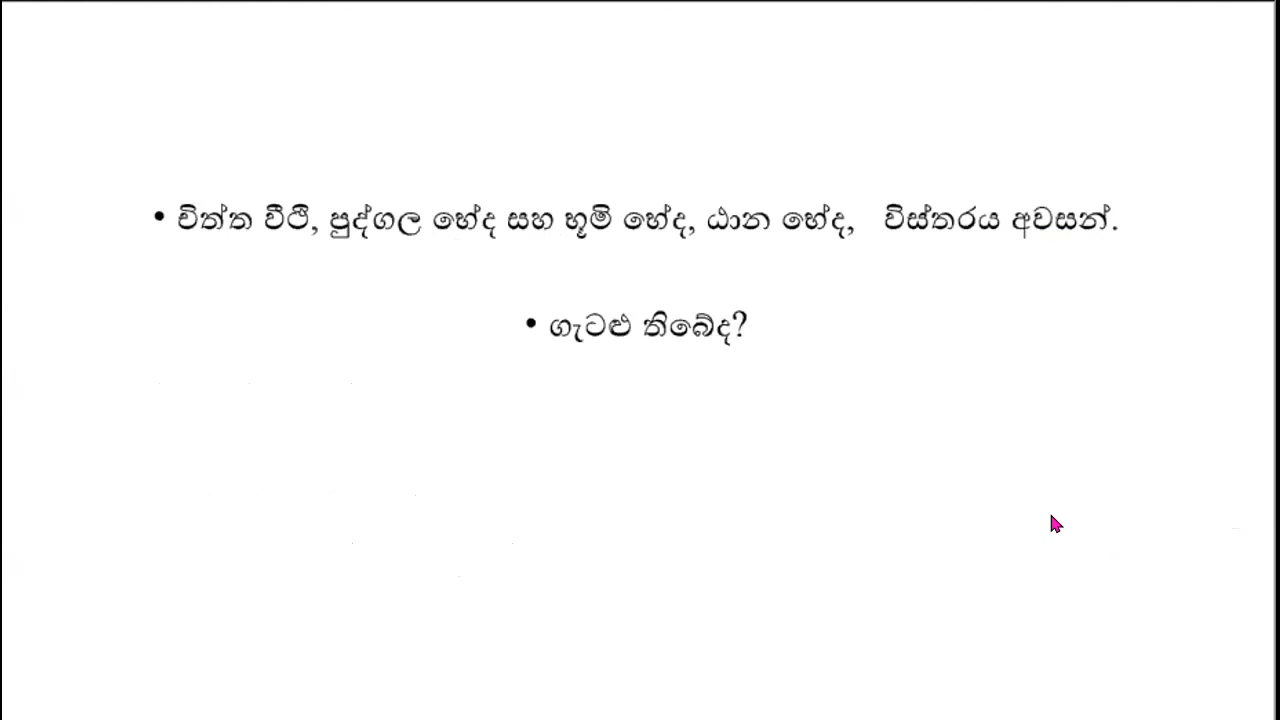 • චිත්ත වීථි, පුද්ගල භේද සහ භූමි භේද, ඨාන භේද, විස්තරය අවසන්.
• ගැටළු තිබේද?